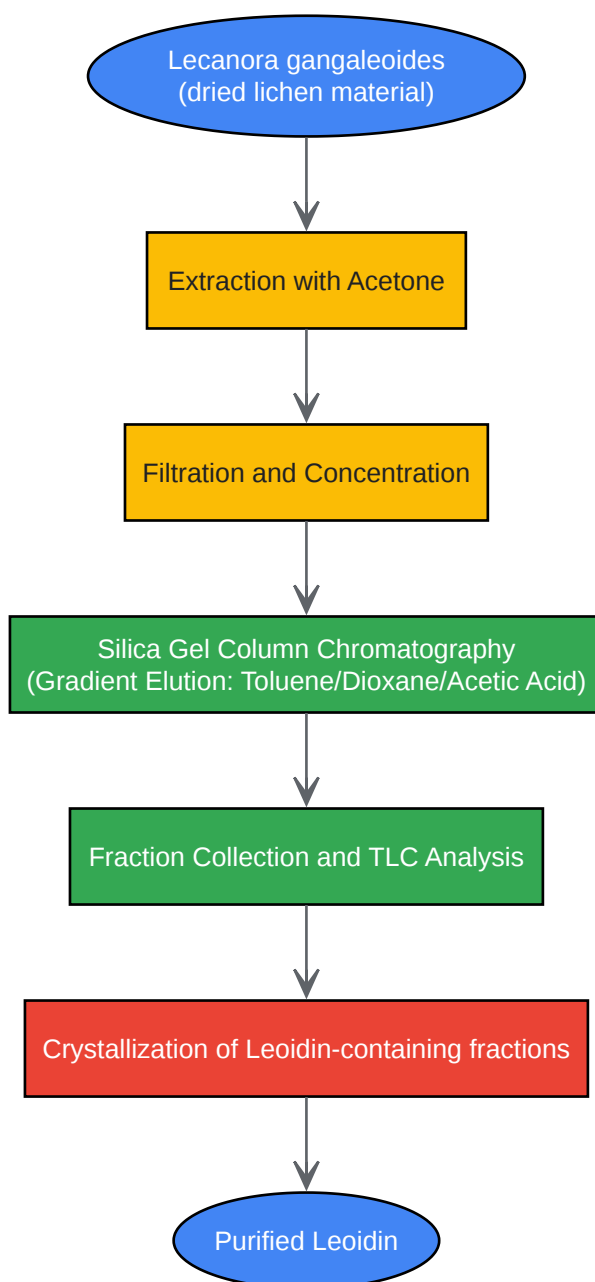 Lecanora gangaleoides
(dried lichen material)
Extraction with Acetone
Filtration and Concentration
Silica Gel Column Chromatography
(Gradient Elution: Toluene/Dioxane/Acetic Acid)
Fraction Collection and TLC Analysis
Crystallization of Leoidin-containing fractions
Purified Leoidin